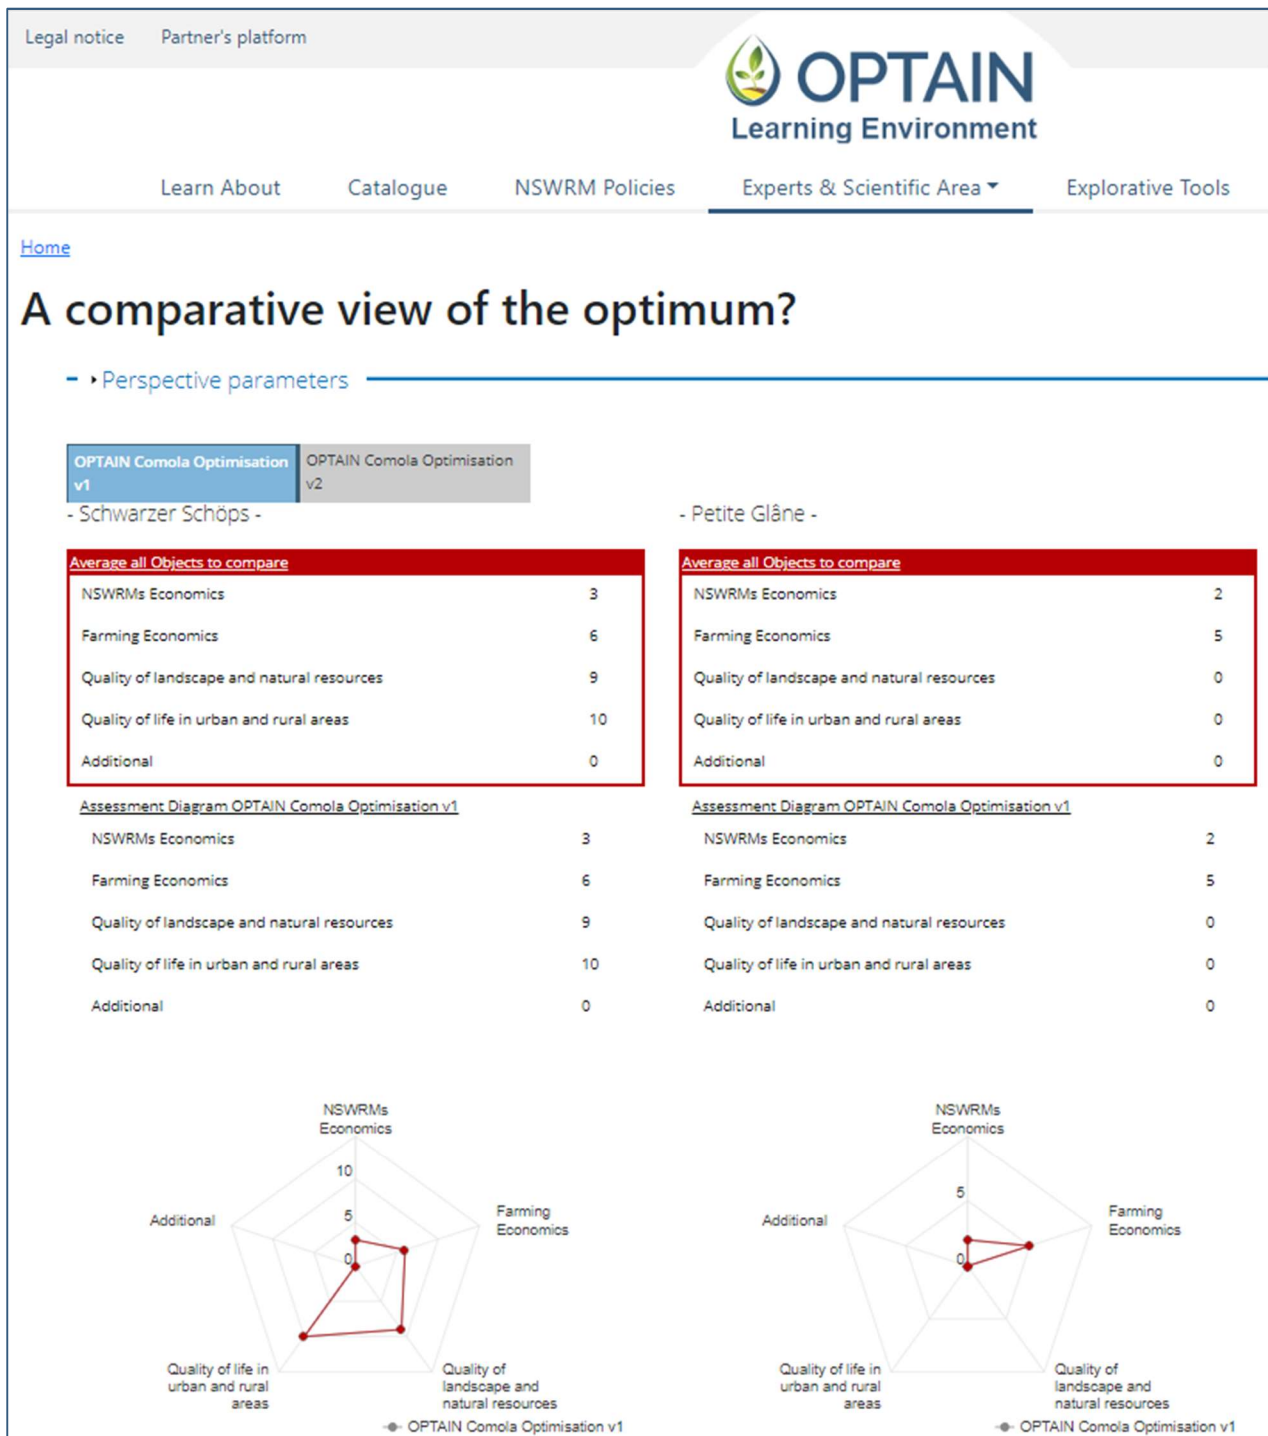 Legal notice Partner's platform
OPTAIN
Learning Environment
Learn About Catalogue NSWRM Policies Experts & Scientific Area Explorative Tools
Home
A comparative view of the optimum?
Perspective parameters
OPTAIN Comola Optimisation
v1
OPTAIN Comola Optimisation
v2
- Schwarzer Schöps -
Average all Objects to compare
NSWRMs Economics 3
Farming Economics 6
Quality of landscape and natural resources 9
Quality of life in urban and rural areas 10
Additional 0
Assessment Diagram OPTAIN Comola Optimisation v1
NSWRMs Economics 3
Farming Economics 6
Quality of landscape and natural resources 9
Quality of life in urban and rural areas 10
Additional 0
NSWRMs
Economics
10
5
0
Additional
Farming
Economics
Quality of life in
urban and rural
areas
Quality of
landscape and
natural resources
OPTAIN Comola Optimisation v1
- Petite Glâne -
Average all Objects to compare
NSWRMs Economics 2
Farming Economics 5
Quality of landscape and natural resources 0
Quality of life in urban and rural areas 0
Additional 0
Assessment Diagram OPTAIN Comola Optimisation v1
NSWRMs Economics 2
Farming Economics 5
Quality of landscape and natural resources 0
Quality of life in urban and rural areas 0
Additional 0
NSWRMs
Economics
5
0
Additional
Farming
Economics
Quality of life in
urban and rural
areas
Quality of
landscape and
natural resources
OPTAIN Comola Optimisation v1